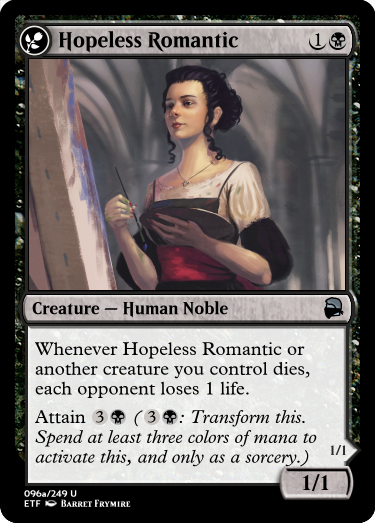 Hopeless Romantic 1
Creature — Human Noble
Whenever Hopeless Romantic or
another creature you control dies,
each opponent loses 1 life.
Attain 3 ( 3 : Transform this.
Spend at least three colors of mana to
activate this, and only as a sorcery.)
1/1
1/1
096a/249 U
ETF Barret Frymire